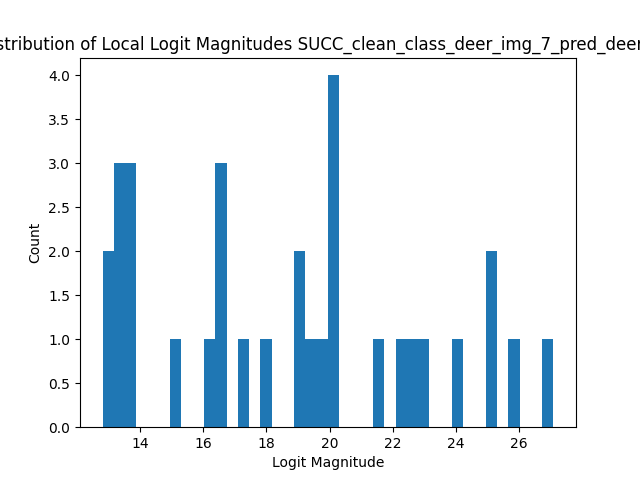 stribution of Local Logit Magnitudes SUCC_clean_class_deer_img_7_pred_deer
4.0
3.5
3.0
2.5
2.0
1.5
1.0
0.5
0.0
Count
14 16 18 20 22 24 26
Logit Magnitude